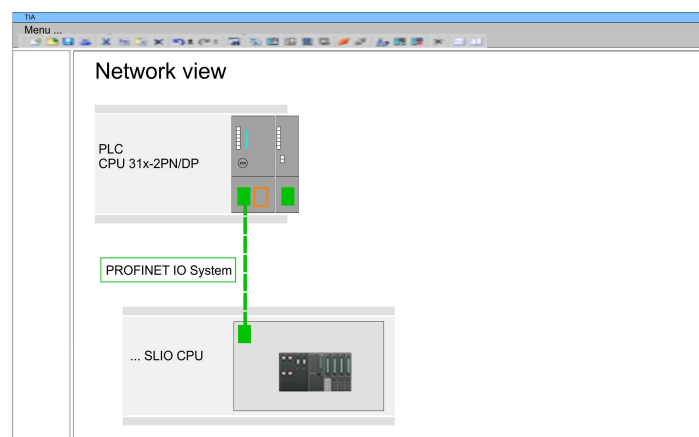 TIA
Menu ...
Network view
PLC
CPU 31x-2PN/DP
PROFINET IO System
... SLIO CPU